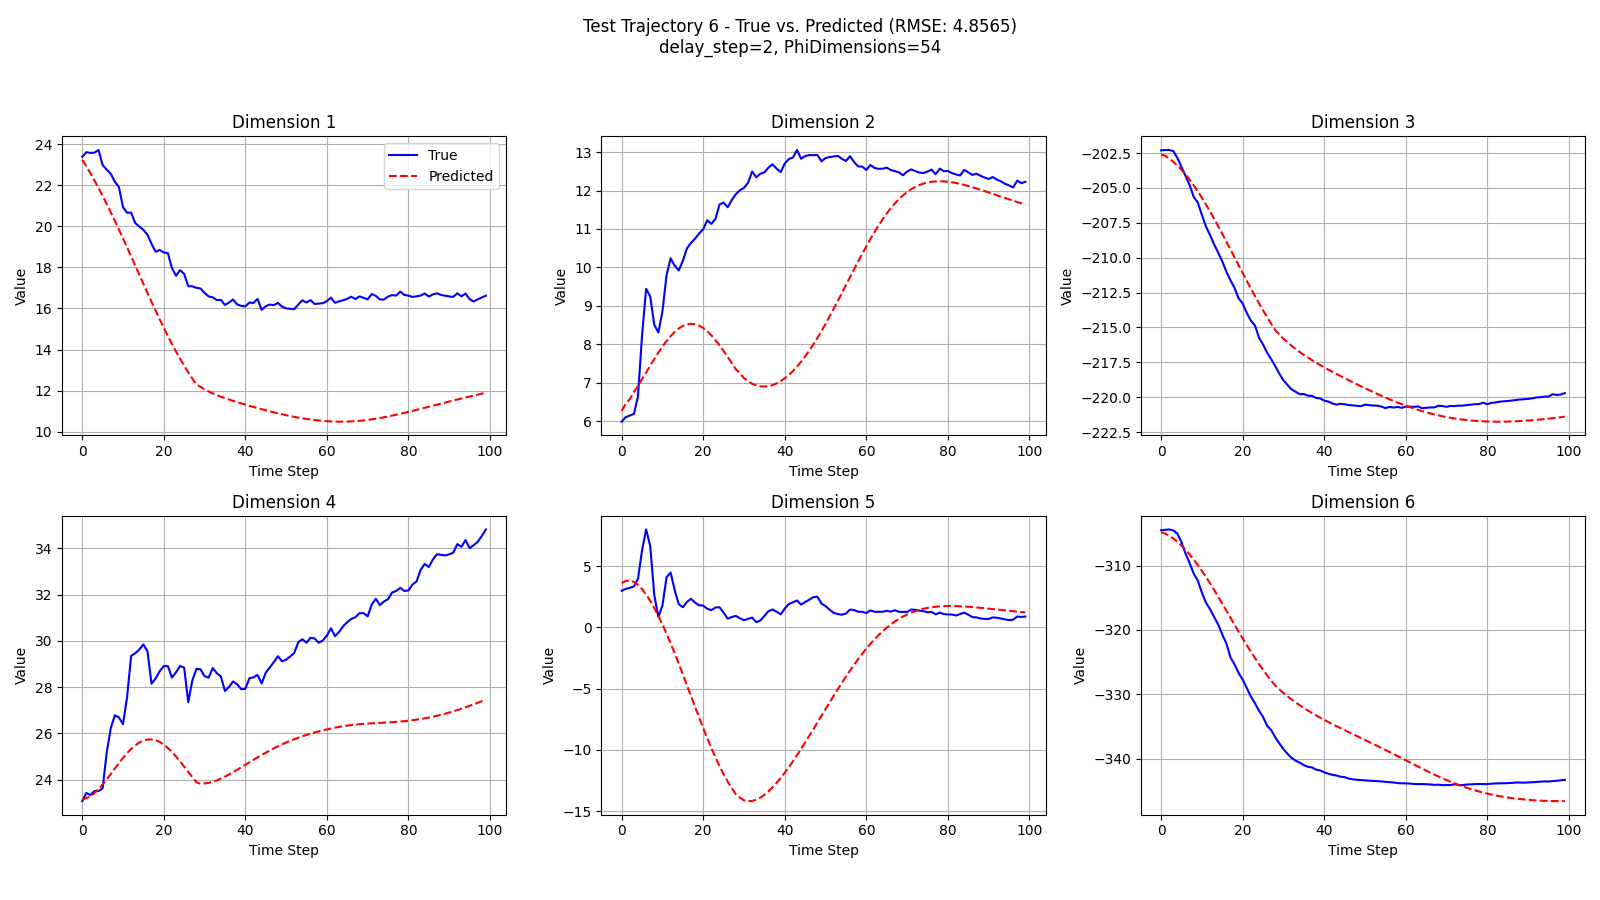 Test Trajectory 6 - True vs. Predicted (RMSE: 4.8565)
delay_step=2, PhiDimensions=54
Dimension 1
24
22
20
18
16
14
12
10
Value
0 20 40 60 80 100
Time Step
True
Predicted
Dimension 2
13
12
11
10
9
8
7
6
Value
0 20 40 60 80 100
Time Step
Dimension 3
−202.5
−205.0
−207.5
−210.0
−212.5
−215.0
−217.5
−220.0
−222.5
Value
0 20 40 60 80 100
Time Step
Dimension 4
34
32
30
28
26
24
Value
0 20 40 60 80 100
Time Step
Dimension 5
5
0
−5
−10
−15
Value
0 20 40 60 80 100
Time Step
Dimension 6
−310
−320
−330
−340
Value
0 20 40 60 80 100
Time Step